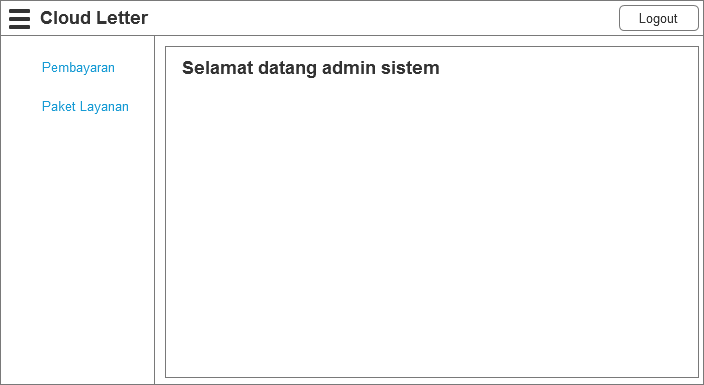 Cloud Letter
Logout
Pembayaran
Paket Layanan
Selamat datang admin sistem